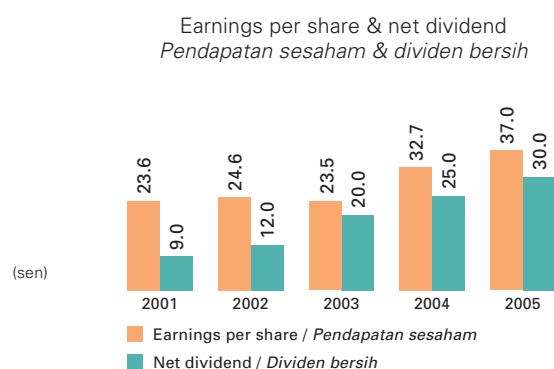 Earnings per share & net dividend
Pendapatan sesaham & dividen bersih
23.6
9.0
24.6
12.0
23.5
20.0
32.7
25.0
37.0
30.0
(sen)
2001 2002 2003 2004 2005
Earnings per share / Pendapatan sesaham
Net dividend / Dividen bersih